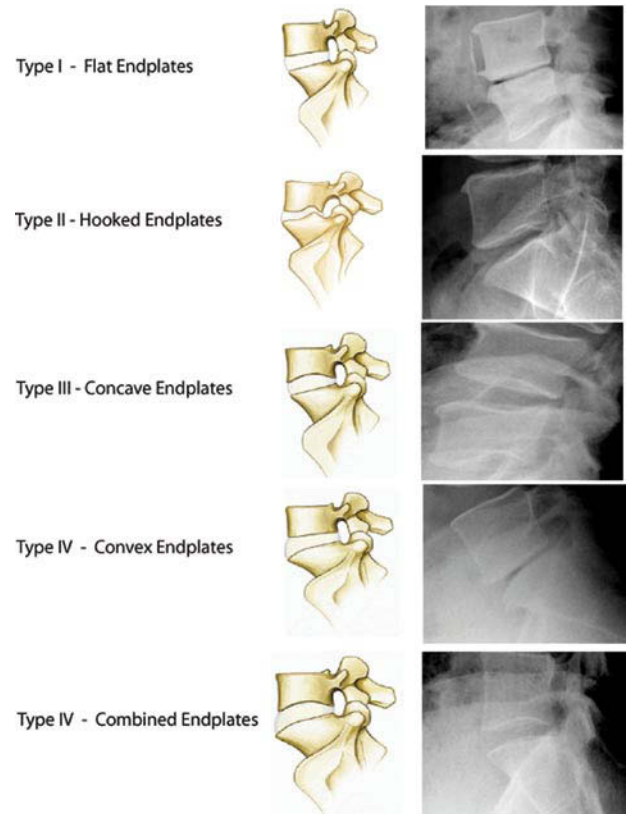 Type I - Flat Endplates
Type II - Hooked Endplates
Type III - Concave Endplates
Type IV - Convex Endplates
Type IV - Combined Endplates